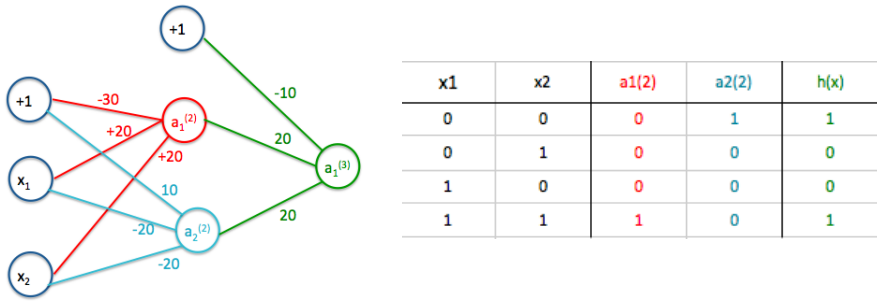 +1
-10
+1
-30
a₁⁽²⁾
+20
20
+20
x₁
a₁⁽³⁾
10
20
-20
a₂⁽²⁾
-20
x₂
x1 x2 a1(2) a2(2) h(x)
0 0 0 1 1
0 1 0 0 0
1 0 0 0 0
1 1 1 0 1